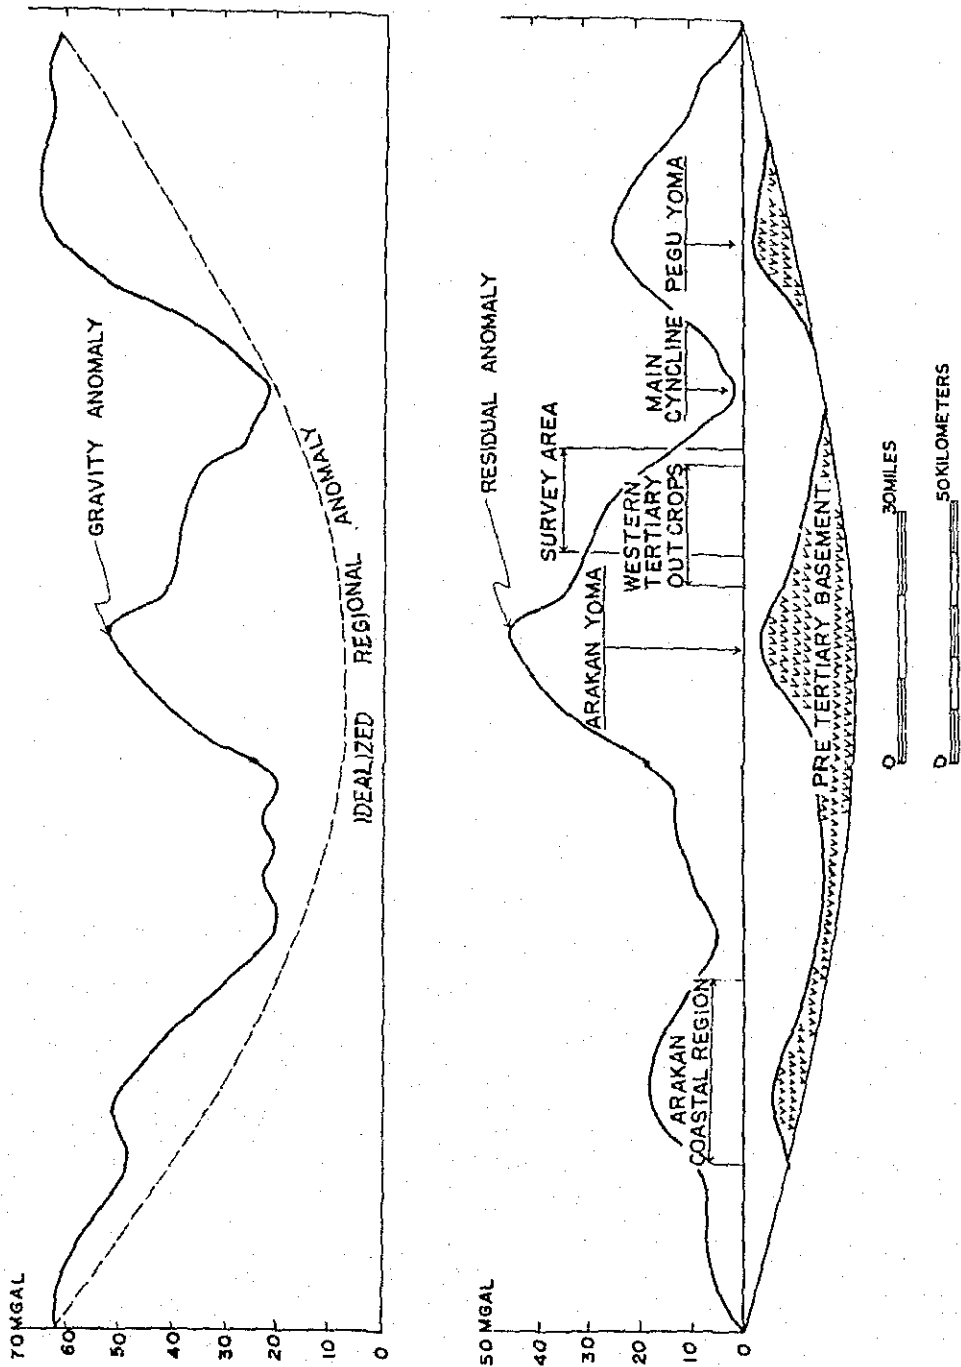 70 MGAL
60
50
40
30
20
10
0
GRAVITY ANOMALY
IDEALIZED REGIONAL ANOMALY
50 MGAL
40
30
20
10
0
RESIDUAL ANOMALY
ARAKAN
COASTAL REGION
ARAKAN YOMA
SURVEY AREA
WESTERN
TERTIARY
OUT CROPS
MAIN
CYNCLINE
PEGU YOMA
PRE TERTIARY BASEMENT
0 30 MILES
0 50 KILOMETERS